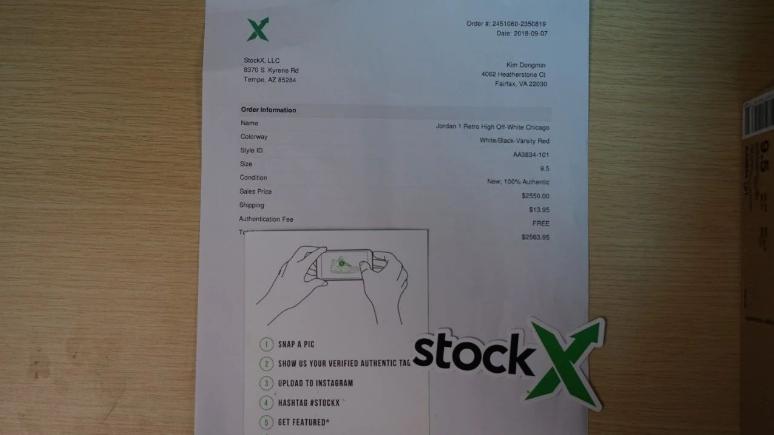 Order #: 2451060-2350819
Date: 2018-09-07
StockX, LLC
8370 S. Kyrene Rd
Tempe, AZ 85284
Kim Dongmin
4062 Heatherstone Ct
Fairfax, VA 22030
Order Information
Name Jordan 1 Retro High Off-White Chicago
Colorway White/Black-Varsity Red
Style ID AA3834-101
Size 9.5
Condition New; 100% Authentic
Sales Price $2550.00
Shipping $13.95
Authentication Fee FREE
$2563.95
1 SNAP A PIC
2 SHOW US YOUR VERIFIED AUTHENTIC TAG
3 UPLOAD TO INSTAGRAM
4 HASHTAG #STOCKX
5 GET FEATURED*
stockX
9.5